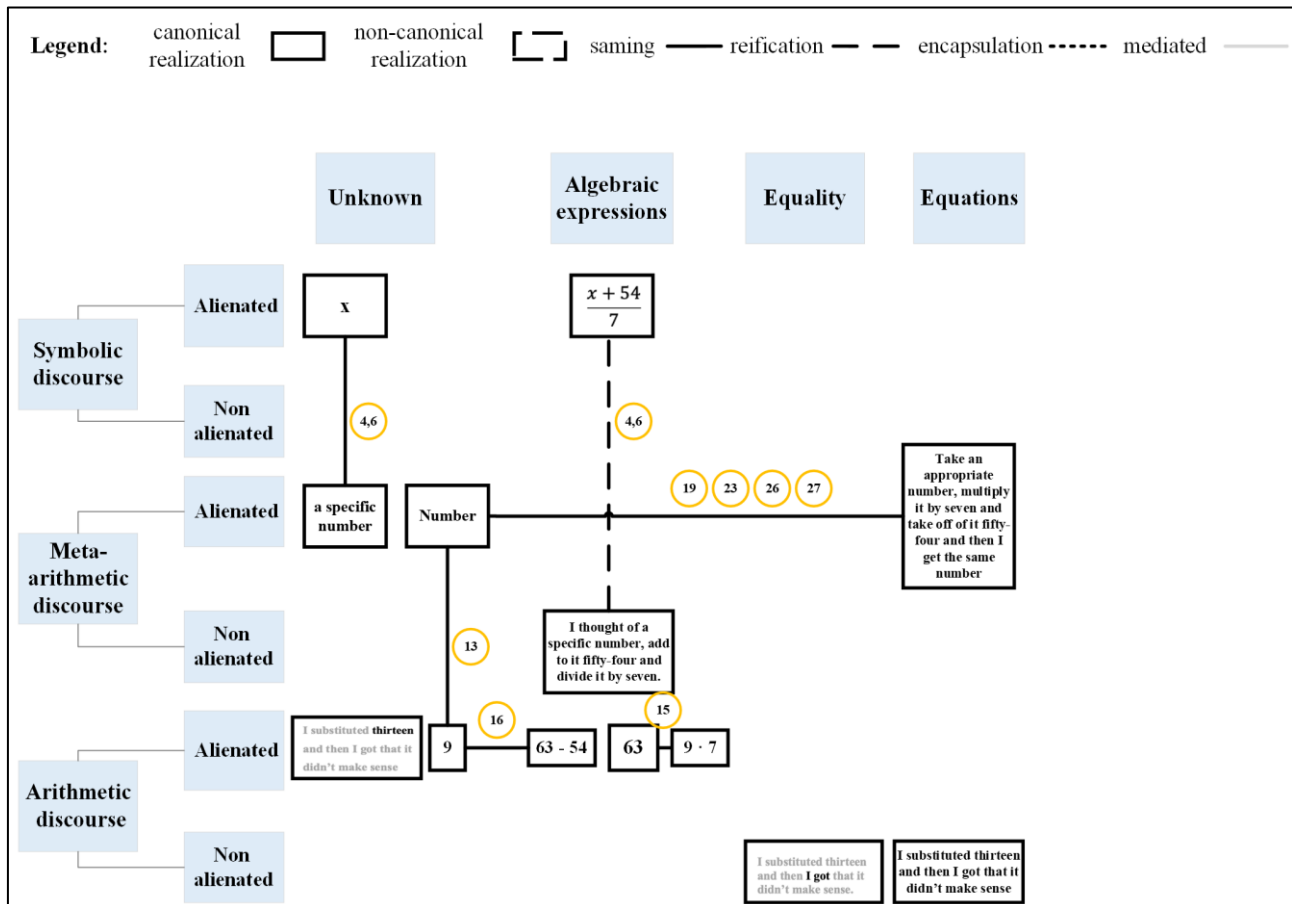 Legend: canonical realization non-canonical realization saming reification encapsulation mediated
Unknown
Algebraic
expressions
Equality
Equations
Symbolic
discourse
Alienated
x
(x + 54)/7
Non
alienated
4,6
4,6
Meta-
arithmetic
discourse
Alienated
a specific
number
Number
19 23 26 27
Take an
appropriate
number, multiply
it by seven and
take off of it fifty-
four and then I
get the same
number
Non
alienated
13
I thought of a
specific number, add
to it fifty-four and
divide it by seven.
Arithmetic
discourse
Alienated
I substituted thirteen
and then I got that it
didn't make sense
9
16
63 - 54
63
15
9 · 7
Non
alienated
I substituted thirteen
and then I got that it
didn't make sense.
I substituted thirteen
and then I got that it
didn't make sense